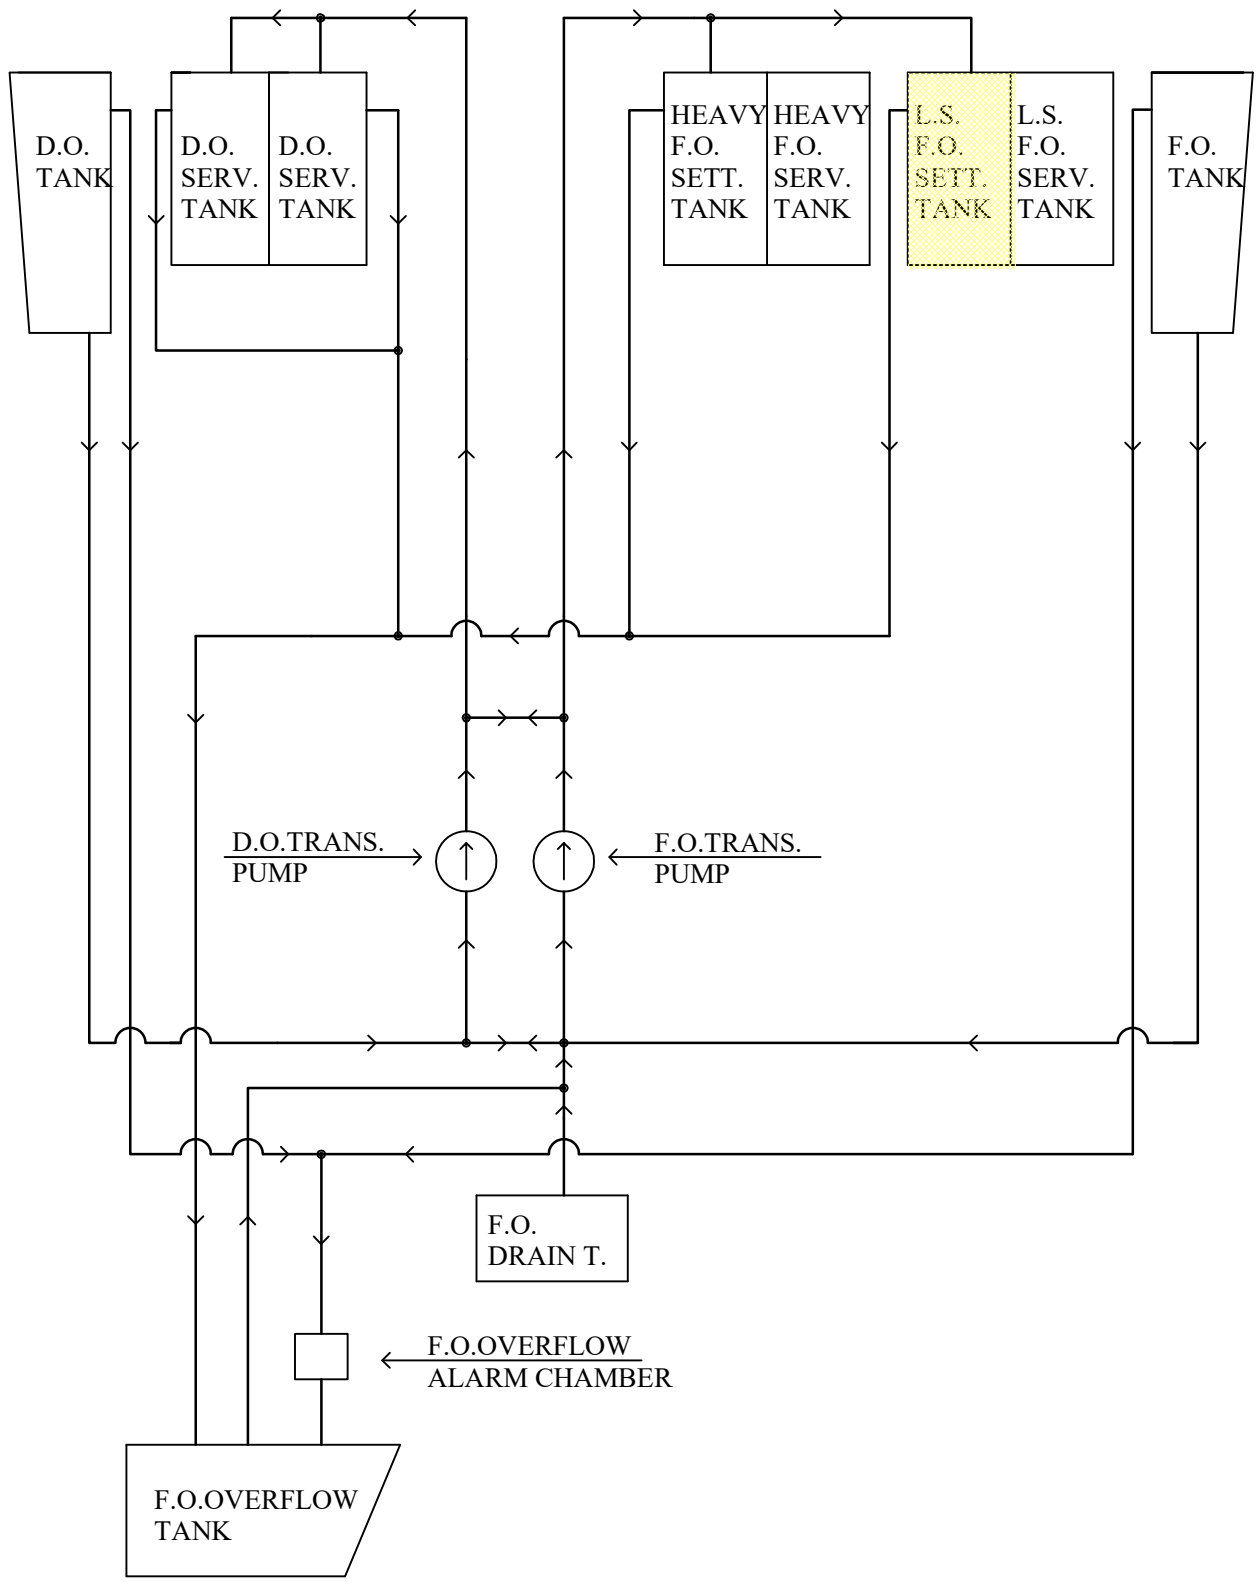 D.O.
TANK
D.O.
SERV.
TANK
D.O.
SERV.
TANK
HEAVY
F.O.
SETT.
TANK
HEAVY
F.O.
SERV.
TANK
L.S.
F.O.
SETT.
TANK
L.S.
F.O.
SERV.
TANK
F.O.
TANK
D.O.TRANS.
PUMP
F.O.TRANS.
PUMP
F.O.
DRAIN T.
F.O.OVERFLOW
ALARM CHAMBER
F.O.OVERFLOW
TANK